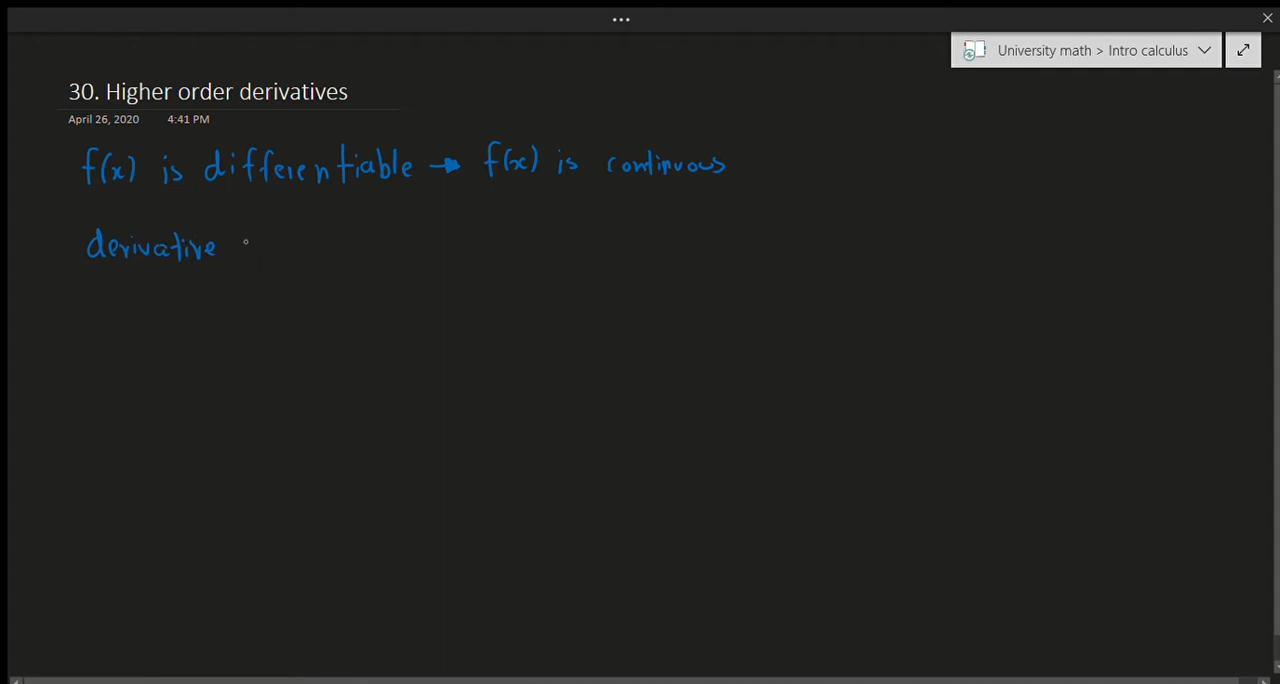 University math > Intro calculus
30. Higher order derivatives
April 26, 2020 4:41 PM
f(x) is differentiable → f(x) is continuous
derivative